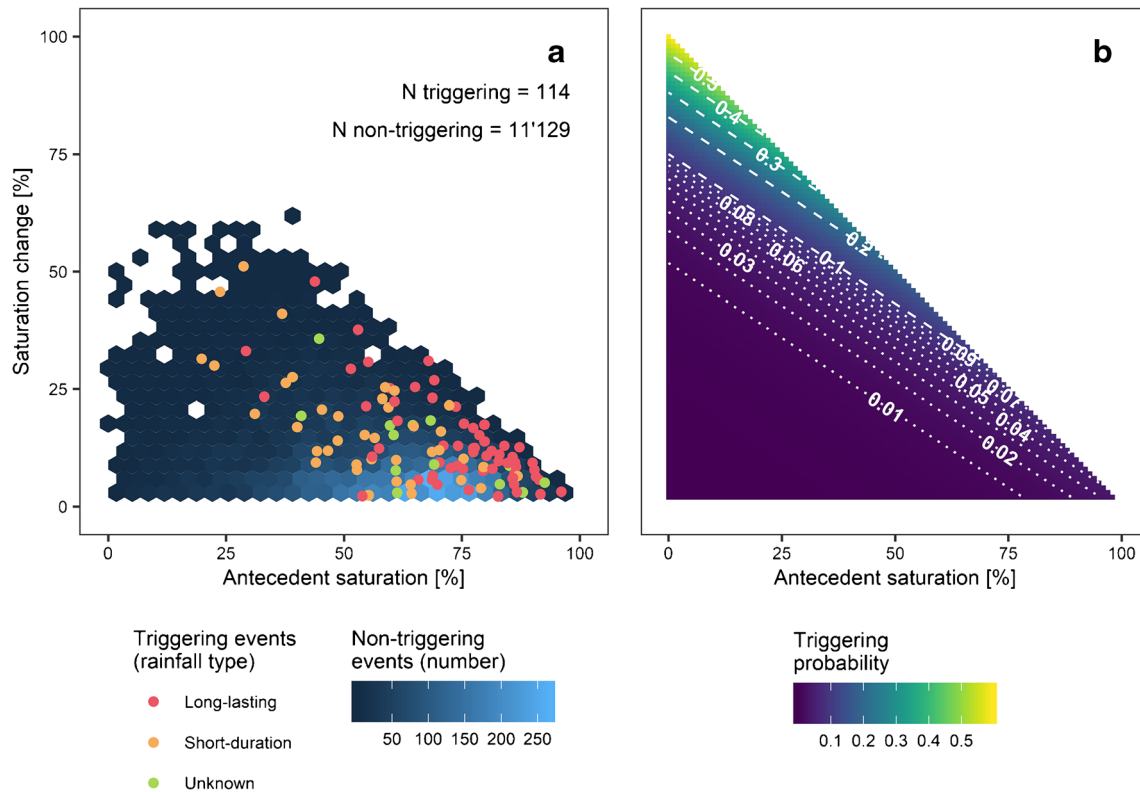 a
N triggering = 114
N non-triggering = 11'129
Saturation change [%]
100
75
50
25
0
0 25 50 75 100
Antecedent saturation [%]
b
0.5
0.4
0.3
0.2
0.1
0.08
0.06
0.03
0.09
0.07
0.05
0.04
0.02
0.01
0 25 50 75 100
Antecedent saturation [%]
Triggering events
(rainfall type)
Long-lasting
Short-duration
Unknown
Non-triggering
events (number)
50 100 150 200 250
Triggering
probability
0.1 0.2 0.3 0.4 0.5